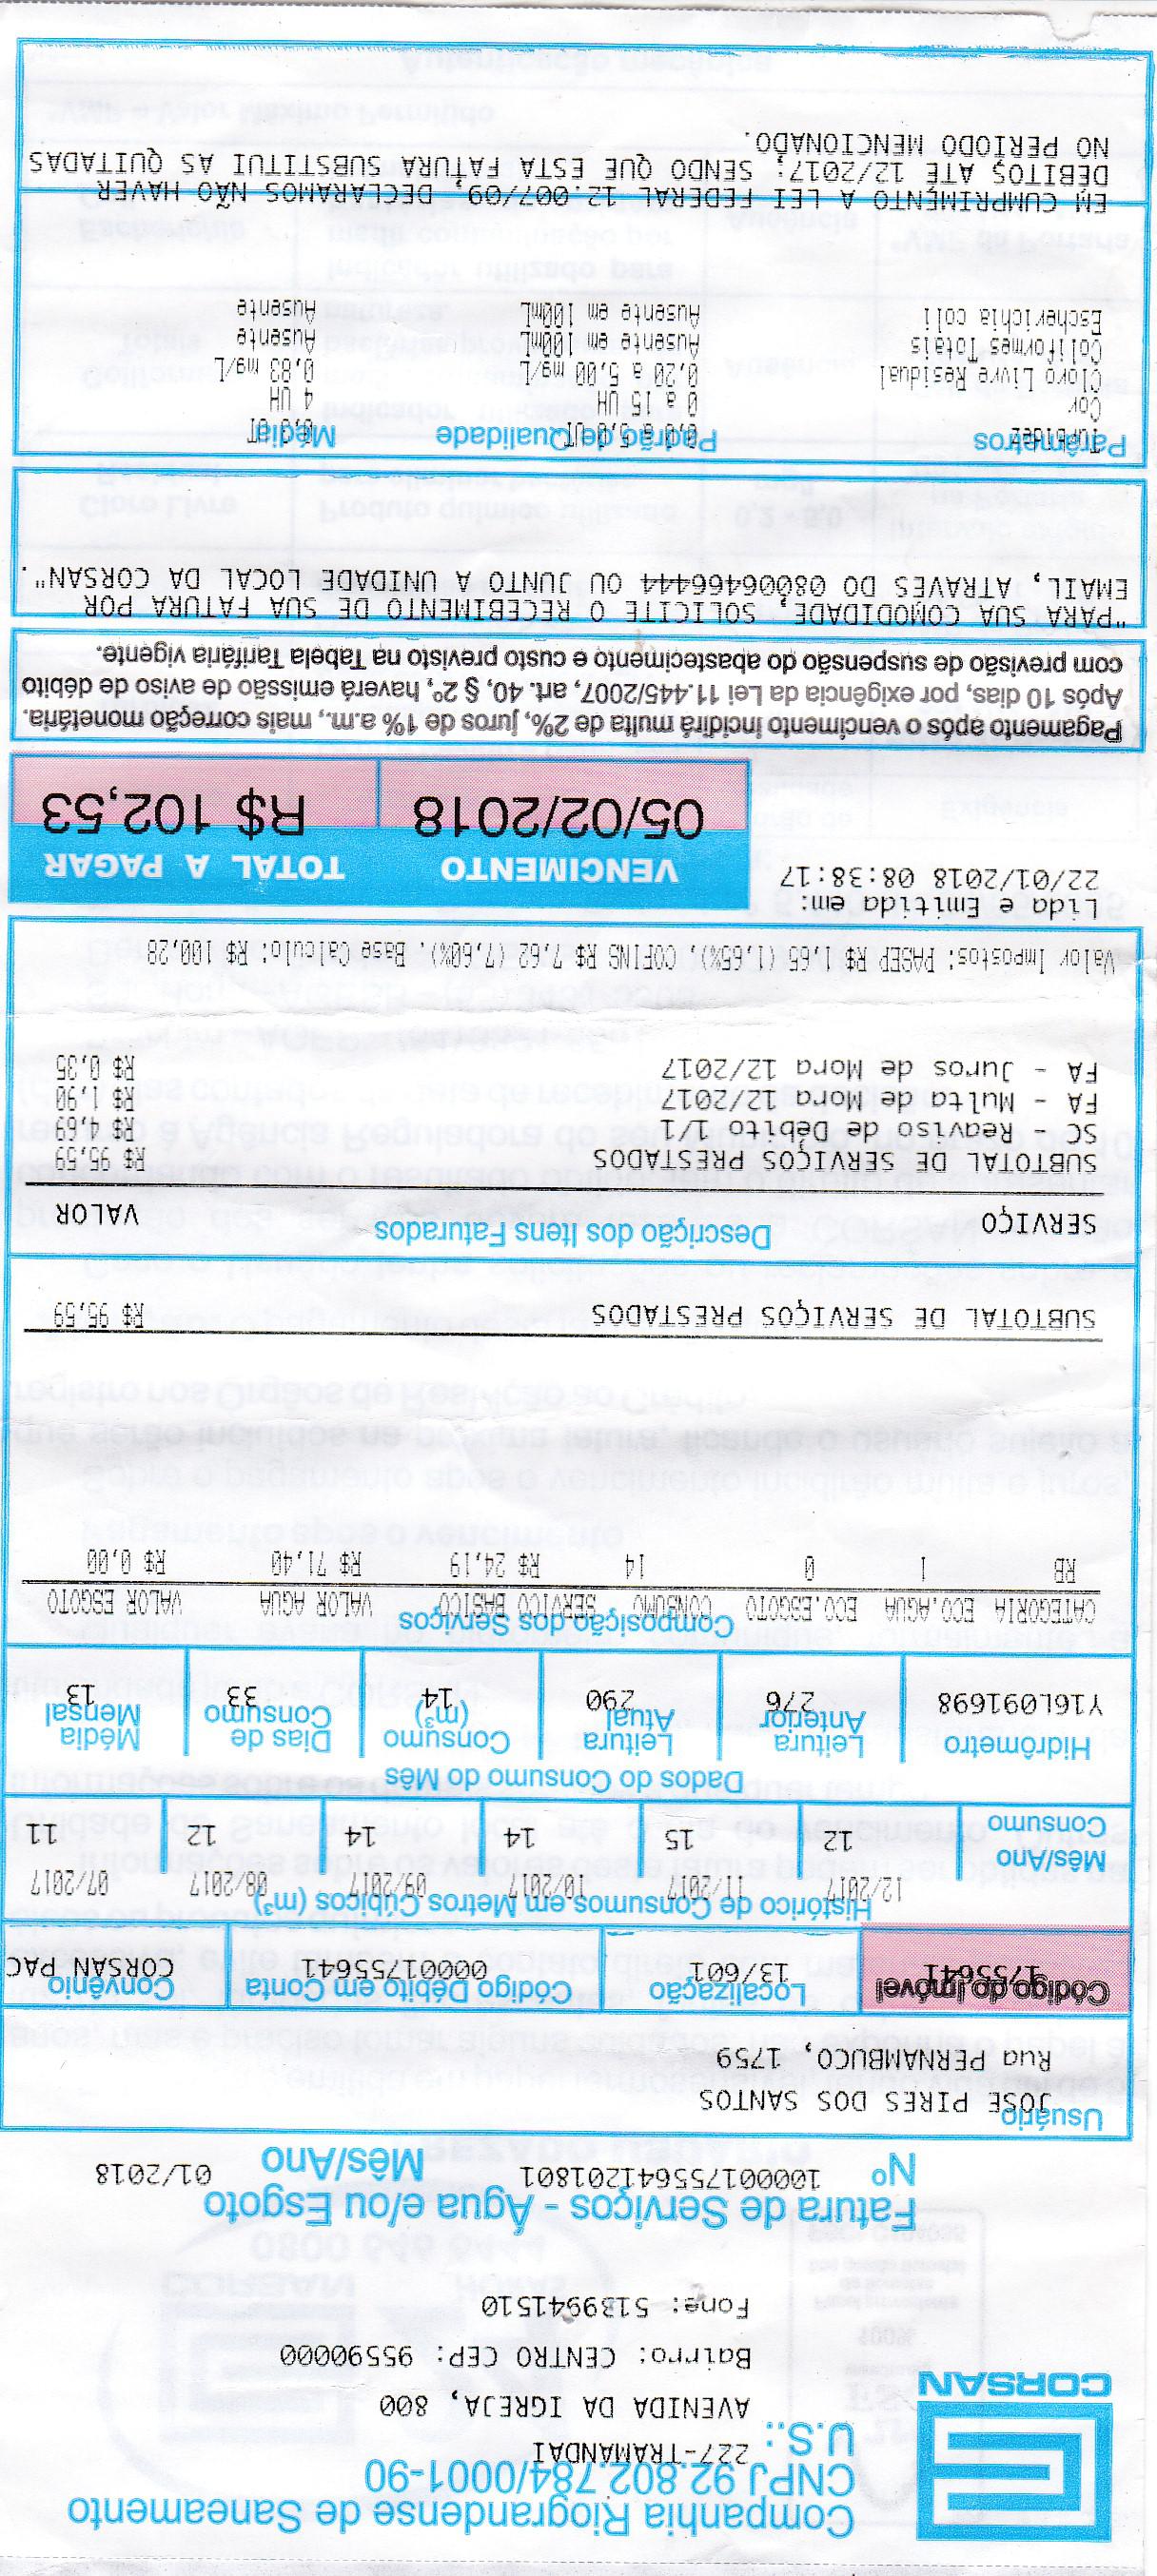 Companhia Riograndense de Saneamento
CNPJ 92.802.784/0001-90
U.S.: 227-TRAMANDAI
AVENIDA DA IGREJA, 800
CORSAN
Bairro: CENTRO CEP: 95590000
Fone: 5139941510
Fatura de Serviços - Água e/ou Esgoto
Nº 100001755641201801 Mês/Ano 01/2018
Usuário
JOSE PIRES DOS SANTOS
Rua PERNAMBUCO, 1759
Código do Imóvel Localização Código Débito em Conta Convênio
1755641 13/601 00001755641 CORSAN PAC
Histórico de Consumos em Metros Cúbicos (m³)
Mês/Ano 12/2017 11/2017 10/2017 09/2017 08/2017 07/2017
Consumo 12 15 14 14 12 11
Dados do Consumo do Mês
Hidrômetro Leitura Anterior Leitura Atual Consumo (m³) Dias de Consumo Média Mensal
Y16L091698 276 290 14 33 13
Composição dos Serviços
CATEGORIA ECO.AGUA ECO.ESGOTO CONSUMO SERVICO BASICO VALOR AGUA VALOR ESGOTO
RB 1 0 14 R$ 24,19 R$ 71,40 R$ 0,00
SUBTOTAL DE SERVIÇOS PRESTADOS R$ 95,59
Descrição dos Itens Faturados
SERVIÇO VALOR
SUBTOTAL DE SERVIÇOS PRESTADOS R$ 95,59
SC - Reaviso de Débito 1/1 R$ 4,69
FA - Multa de Mora 12/2017 R$ 1,90
FA - Juros de Mora 12/2017 R$ 0,35
Valor Impostos: PASEP R$ 1,65 (1,65%), COFINS R$ 7,62 (7,60%). Base Calculo: R$ 100,28
Lida e Emitida em:
22/01/2018 08:38:17
VENCIMENTO TOTAL A PAGAR
05/02/2018 R$ 102,53
Pagamento após o vencimento incidirá multa de 2%, juros de 1% a.m., mais correção monetária.
Após 10 dias, por exigência da Lei 11.445/2007, art. 40, § 2º, haverá emissão de aviso de débito
com previsão de suspensão do abastecimento e custo previsto na Tabela Tarifária vigente.
"PARA SUA COMODIDADE, SOLICITE O RECEBIMENTO DE SUA FATURA POR
EMAIL, ATRAVES DO 08006466444 OU JUNTO A UNIDADE LOCAL DA CORSAN".
Parâmetros Padrão de Qualidade Média
Turbidez 0,0 a 5,0 UT
Cor 0 a 15 UH 4 UH
Cloro Livre Residual 0,20 a 5,00 mg/L 0,83 mg/L
Coliformes Totais Ausente em 100mL Ausente
Escherichia coli Ausente em 100mL Ausente
EM CUMPRIMENTO A LEI FEDERAL 12.007/09, DECLARAMOS NÃO HAVER
DEBITOS ATÉ 12/2017; SENDO QUE ESTA FATURA SUBSTITUI AS QUITADAS
NO PERIODO MENCIONADO.